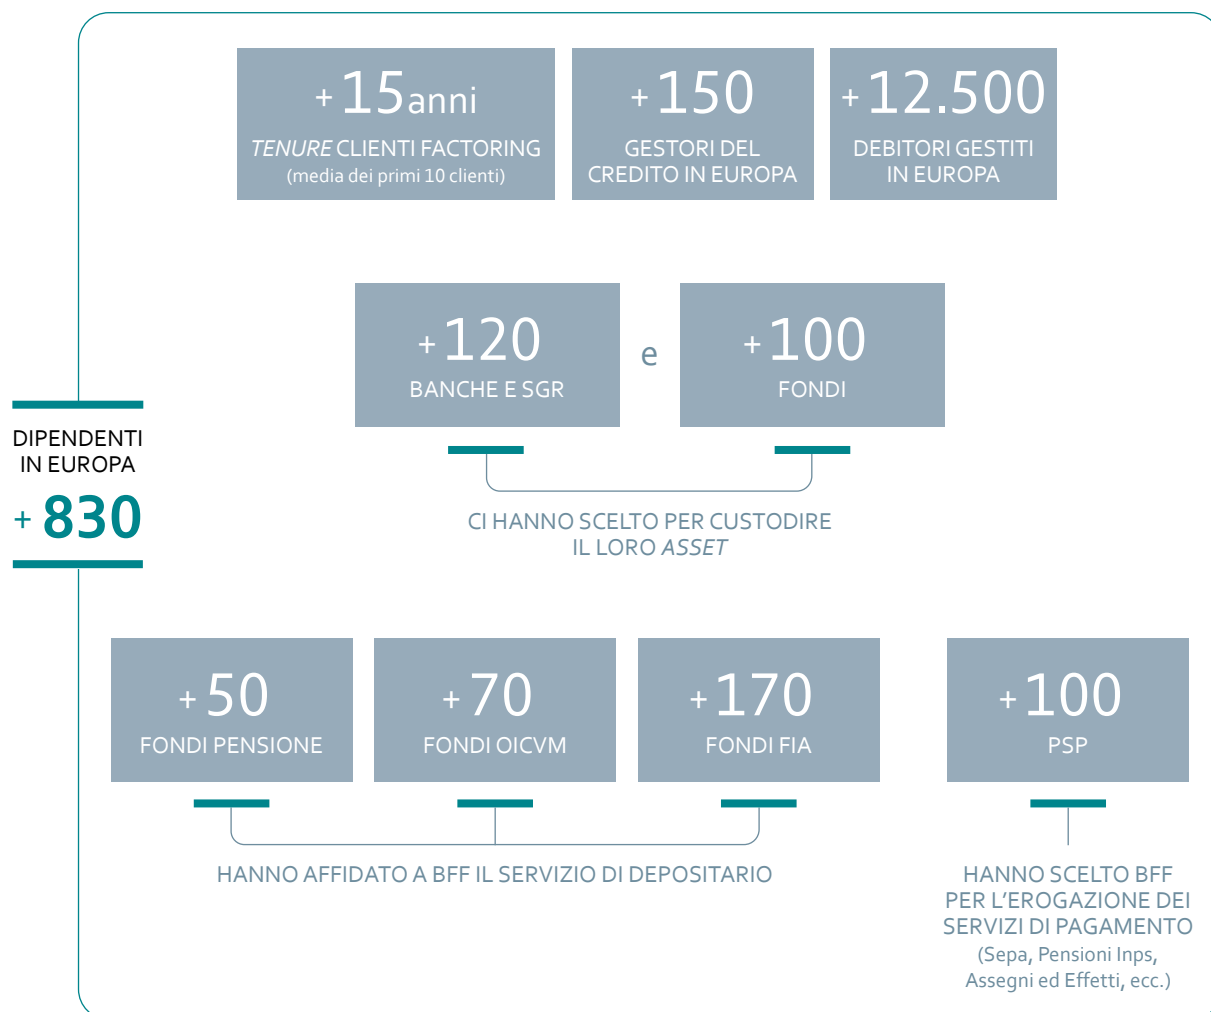 + 15 anni
TENURE CLIENTI FACTORING
(media dei primi 10 clienti)
+ 150
GESTORI DEL
CREDITO IN EUROPA
+ 12.500
DEBITORI GESTITI
IN EUROPA
+ 120
BANCHE E SGR
e
+ 100
FONDI
CI HANNO SCELTO PER CUSTODIRE
IL LORO ASSET
DIPENDENTI
IN EUROPA
+ 830
+ 50
FONDI PENSIONE
+ 70
FONDI OICVM
+ 170
FONDI FIA
HANNO AFFIDATO A BFF IL SERVIZIO DI DEPOSITARIO
+ 100
PSP
HANNO SCELTO BFF
PER L'EROGAZIONE DEI
SERVIZI DI PAGAMENTO
(Sepa, Pensioni Inps,
Assegni ed Effetti, ecc.)